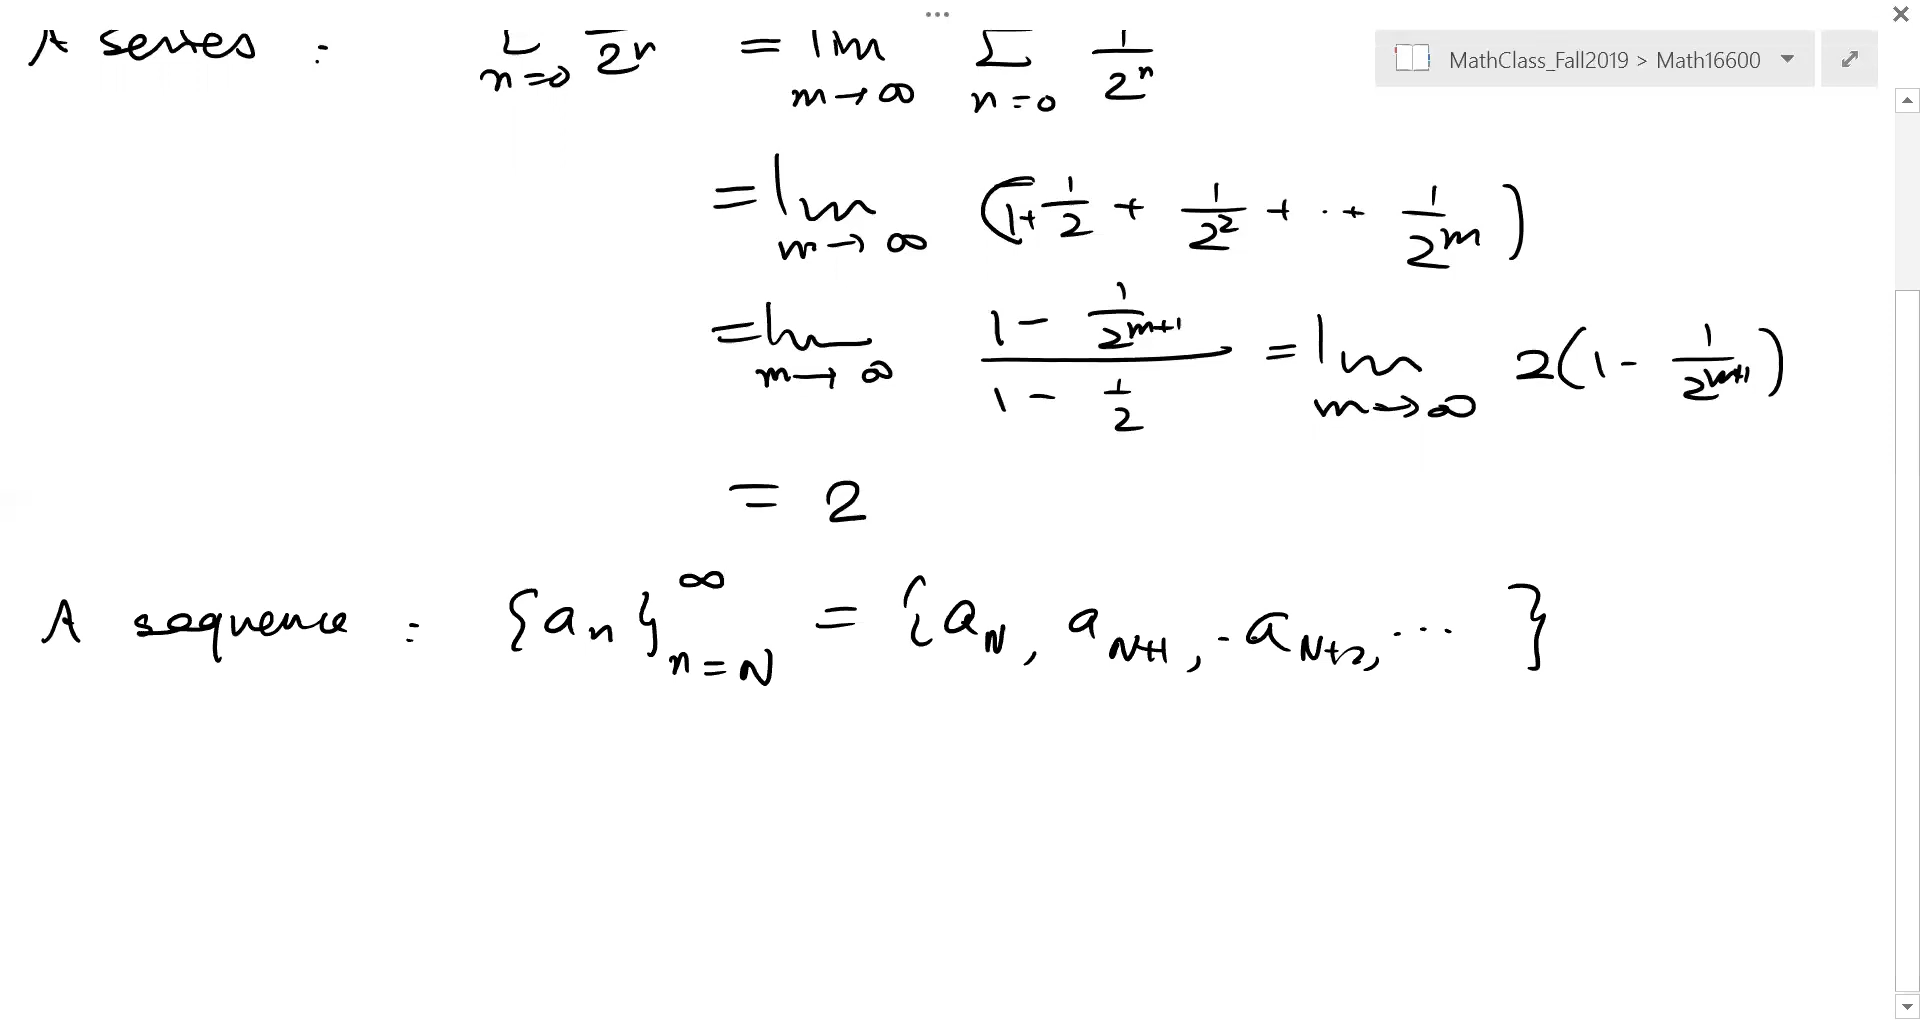 MathClass_Fall2019 > Math16600
A series : Σ_{n=0} 1/2^n = lim_{m→∞} Σ_{n=0} 1/2^n
= lim_{m→∞} (1 + 1/2 + 1/2^2 + ·· + 1/2^m)
= lim_{m→∞} (1 - 1/2^{m+1}) / (1 - 1/2) = lim_{m→∞} 2(1 - 1/2^{m+1})
= 2
A sequence : {a_n}_{n=N}^∞ = {a_N, a_{N+1}, a_{N+2}, ··· }